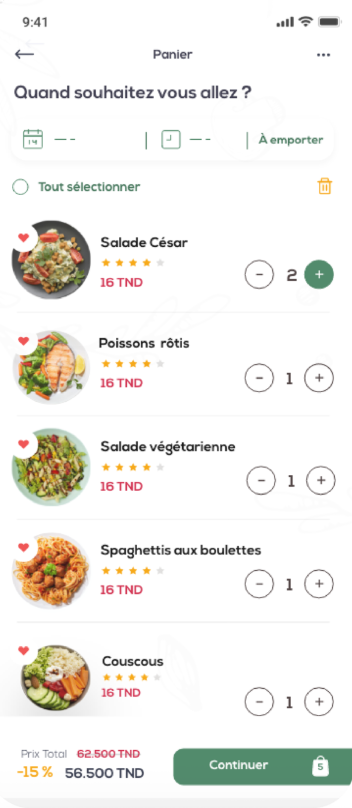 9:41
Panier
Quand souhaitez vous allez ?
14 — - | — - | À emporter
Tout sélectionner
Salade César
16 TND
- 2 +
Poissons rôtis
16 TND
- 1 +
Salade végétarienne
16 TND
- 1 +
Spaghettis aux boulettes
16 TND
- 1 +
Couscous
16 TND
- 1 +
Prix Total 62.500 TND
-15 % 56.500 TND
Continuer
5